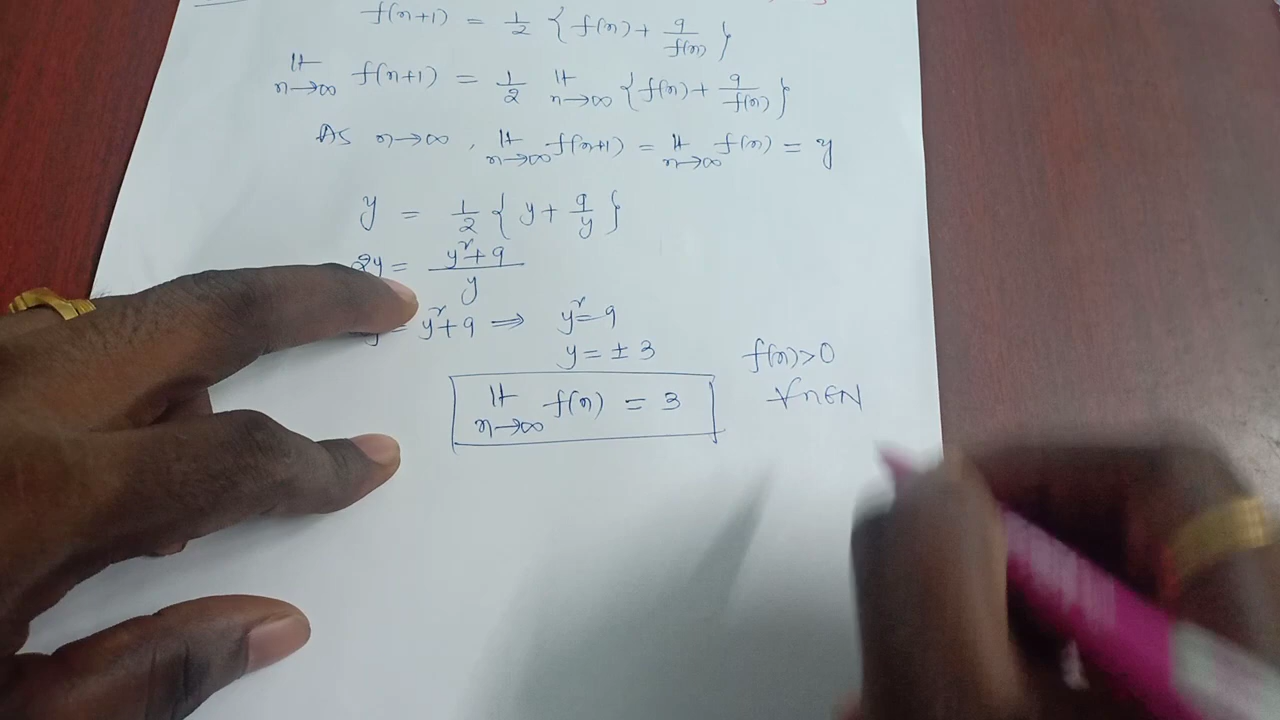 f(n+1) = 1/2 { f(n) + 9/f(n) }
lt n→∞ f(n+1) = 1/2 lt n→∞ { f(n) + 9/f(n) }
As n→∞, lt n→∞ f(n+1) = lt n→∞ f(n) = y
y = 1/2 { y + 9/y }
2y = y²+9 / y
= y²+9 ⇒ y²=9
y = ±3
f(n)>0
lt n→∞ f(n) = 3
∀n∈N